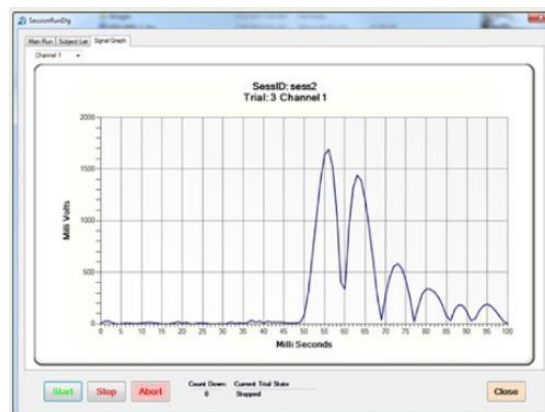 SessionRunDlg
Main Run
Subject List
Signal Graph
Channel 1
SessID: sess2
Trial: 3 Channel 1
Milli Volts
2000
1500
1000
500
0
0 5 10 15 20 25 30 35 40 45 50 55 60 65 70 75 80 85 90 95 100
Milli Seconds
Start
Stop
Abort
Count Down:
0
Current Trial State
Stopped
Close